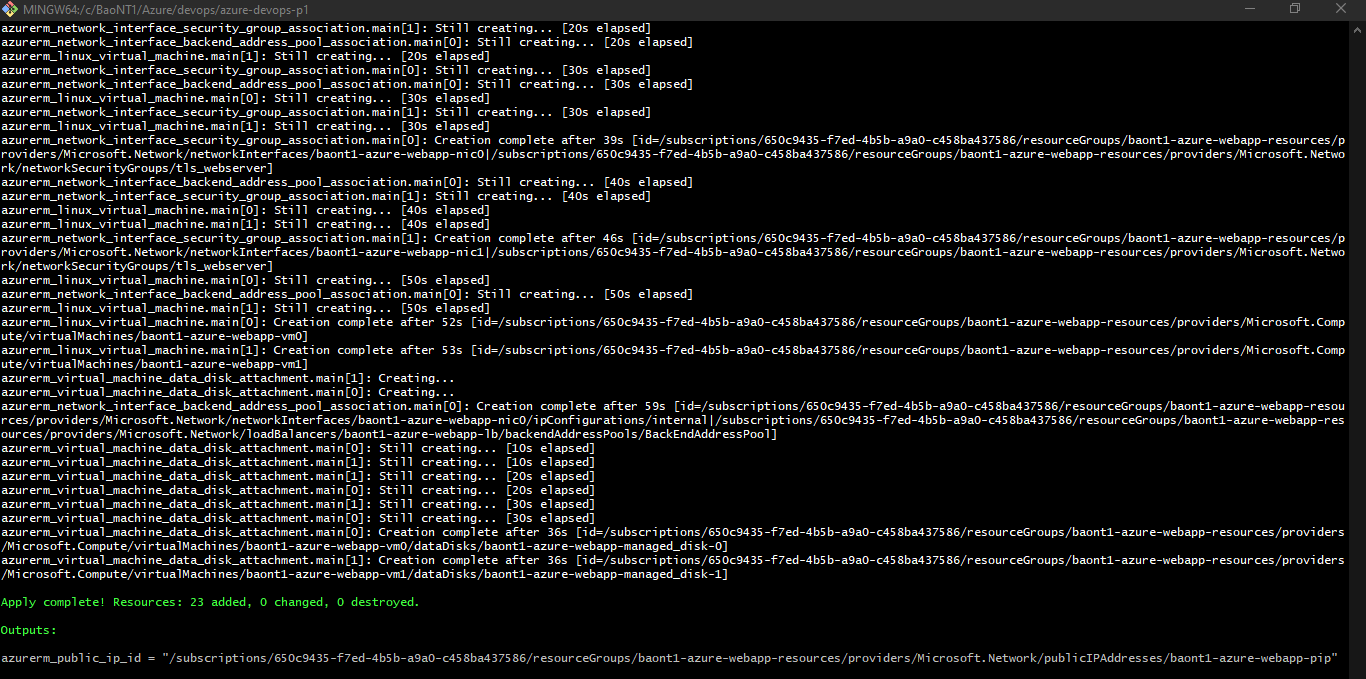 MINGW64:/c/BaoNT1/Azure/devops/azure-devops-p1
azurerm_network_interface_security_group_association.main[1]: Still creating... [20s elapsed]
azurerm_network_interface_backend_address_pool_association.main[0]: Still creating... [20s elapsed]
azurerm_linux_virtual_machine.main[1]: Still creating... [20s elapsed]
azurerm_network_interface_security_group_association.main[0]: Still creating... [30s elapsed]
azurerm_network_interface_backend_address_pool_association.main[0]: Still creating... [30s elapsed]
azurerm_linux_virtual_machine.main[0]: Still creating... [30s elapsed]
azurerm_network_interface_security_group_association.main[1]: Still creating... [30s elapsed]
azurerm_linux_virtual_machine.main[1]: Still creating... [30s elapsed]
azurerm_network_interface_security_group_association.main[0]: Creation complete after 39s [id=/subscriptions/650c9435-f7ed-4b5b-a9a0-c458ba437586/resourceGroups/baont1-azure-webapp-resources/p
roviders/Microsoft.Network/networkInterfaces/baont1-azure-webapp-nic0|/subscriptions/650c9435-f7ed-4b5b-a9a0-c458ba437586/resourceGroups/baont1-azure-webapp-resources/providers/Microsoft.Netwo
rk/networkSecurityGroups/tls_webserver]
azurerm_network_interface_backend_address_pool_association.main[0]: Still creating... [40s elapsed]
azurerm_network_interface_security_group_association.main[1]: Still creating... [40s elapsed]
azurerm_linux_virtual_machine.main[0]: Still creating... [40s elapsed]
azurerm_linux_virtual_machine.main[1]: Still creating... [40s elapsed]
azurerm_network_interface_security_group_association.main[1]: Creation complete after 46s [id=/subscriptions/650c9435-f7ed-4b5b-a9a0-c458ba437586/resourceGroups/baont1-azure-webapp-resources/p
roviders/Microsoft.Network/networkInterfaces/baont1-azure-webapp-nic1|/subscriptions/650c9435-f7ed-4b5b-a9a0-c458ba437586/resourceGroups/baont1-azure-webapp-resources/providers/Microsoft.Netwo
rk/networkSecurityGroups/tls_webserver]
azurerm_linux_virtual_machine.main[0]: Still creating... [50s elapsed]
azurerm_network_interface_backend_address_pool_association.main[0]: Still creating... [50s elapsed]
azurerm_linux_virtual_machine.main[1]: Still creating... [50s elapsed]
azurerm_linux_virtual_machine.main[0]: Creation complete after 52s [id=/subscriptions/650c9435-f7ed-4b5b-a9a0-c458ba437586/resourceGroups/baont1-azure-webapp-resources/providers/Microsoft.Comp
ute/virtualMachines/baont1-azure-webapp-vm0]
azurerm_linux_virtual_machine.main[1]: Creation complete after 53s [id=/subscriptions/650c9435-f7ed-4b5b-a9a0-c458ba437586/resourceGroups/baont1-azure-webapp-resources/providers/Microsoft.Comp
ute/virtualMachines/baont1-azure-webapp-vm1]
azurerm_virtual_machine_data_disk_attachment.main[1]: Creating...
azurerm_virtual_machine_data_disk_attachment.main[0]: Creating...
azurerm_network_interface_backend_address_pool_association.main[0]: Creation complete after 59s [id=/subscriptions/650c9435-f7ed-4b5b-a9a0-c458ba437586/resourceGroups/baont1-azure-webapp-resou
rces/providers/Microsoft.Network/networkInterfaces/baont1-azure-webapp-nic0/ipConfigurations/internal|/subscriptions/650c9435-f7ed-4b5b-a9a0-c458ba437586/resourceGroups/baont1-azure-webapp-res
ources/providers/Microsoft.Network/loadBalancers/baont1-azure-webapp-lb/backendAddressPools/BackEndAddressPool]
azurerm_virtual_machine_data_disk_attachment.main[0]: Still creating... [10s elapsed]
azurerm_virtual_machine_data_disk_attachment.main[1]: Still creating... [10s elapsed]
azurerm_virtual_machine_data_disk_attachment.main[1]: Still creating... [20s elapsed]
azurerm_virtual_machine_data_disk_attachment.main[0]: Still creating... [20s elapsed]
azurerm_virtual_machine_data_disk_attachment.main[1]: Still creating... [30s elapsed]
azurerm_virtual_machine_data_disk_attachment.main[0]: Still creating... [30s elapsed]
azurerm_virtual_machine_data_disk_attachment.main[0]: Creation complete after 36s [id=/subscriptions/650c9435-f7ed-4b5b-a9a0-c458ba437586/resourceGroups/baont1-azure-webapp-resources/providers
/Microsoft.Compute/virtualMachines/baont1-azure-webapp-vm0/dataDisks/baont1-azure-webapp-managed_disk-0]
azurerm_virtual_machine_data_disk_attachment.main[1]: Creation complete after 36s [id=/subscriptions/650c9435-f7ed-4b5b-a9a0-c458ba437586/resourceGroups/baont1-azure-webapp-resources/providers
/Microsoft.Compute/virtualMachines/baont1-azure-webapp-vm1/dataDisks/baont1-azure-webapp-managed_disk-1]
Apply complete! Resources: 23 added, 0 changed, 0 destroyed.
Outputs:
azurerm_public_ip_id = "/subscriptions/650c9435-f7ed-4b5b-a9a0-c458ba437586/resourceGroups/baont1-azure-webapp-resources/providers/Microsoft.Network/publicIPAddresses/baont1-azure-webapp-pip"